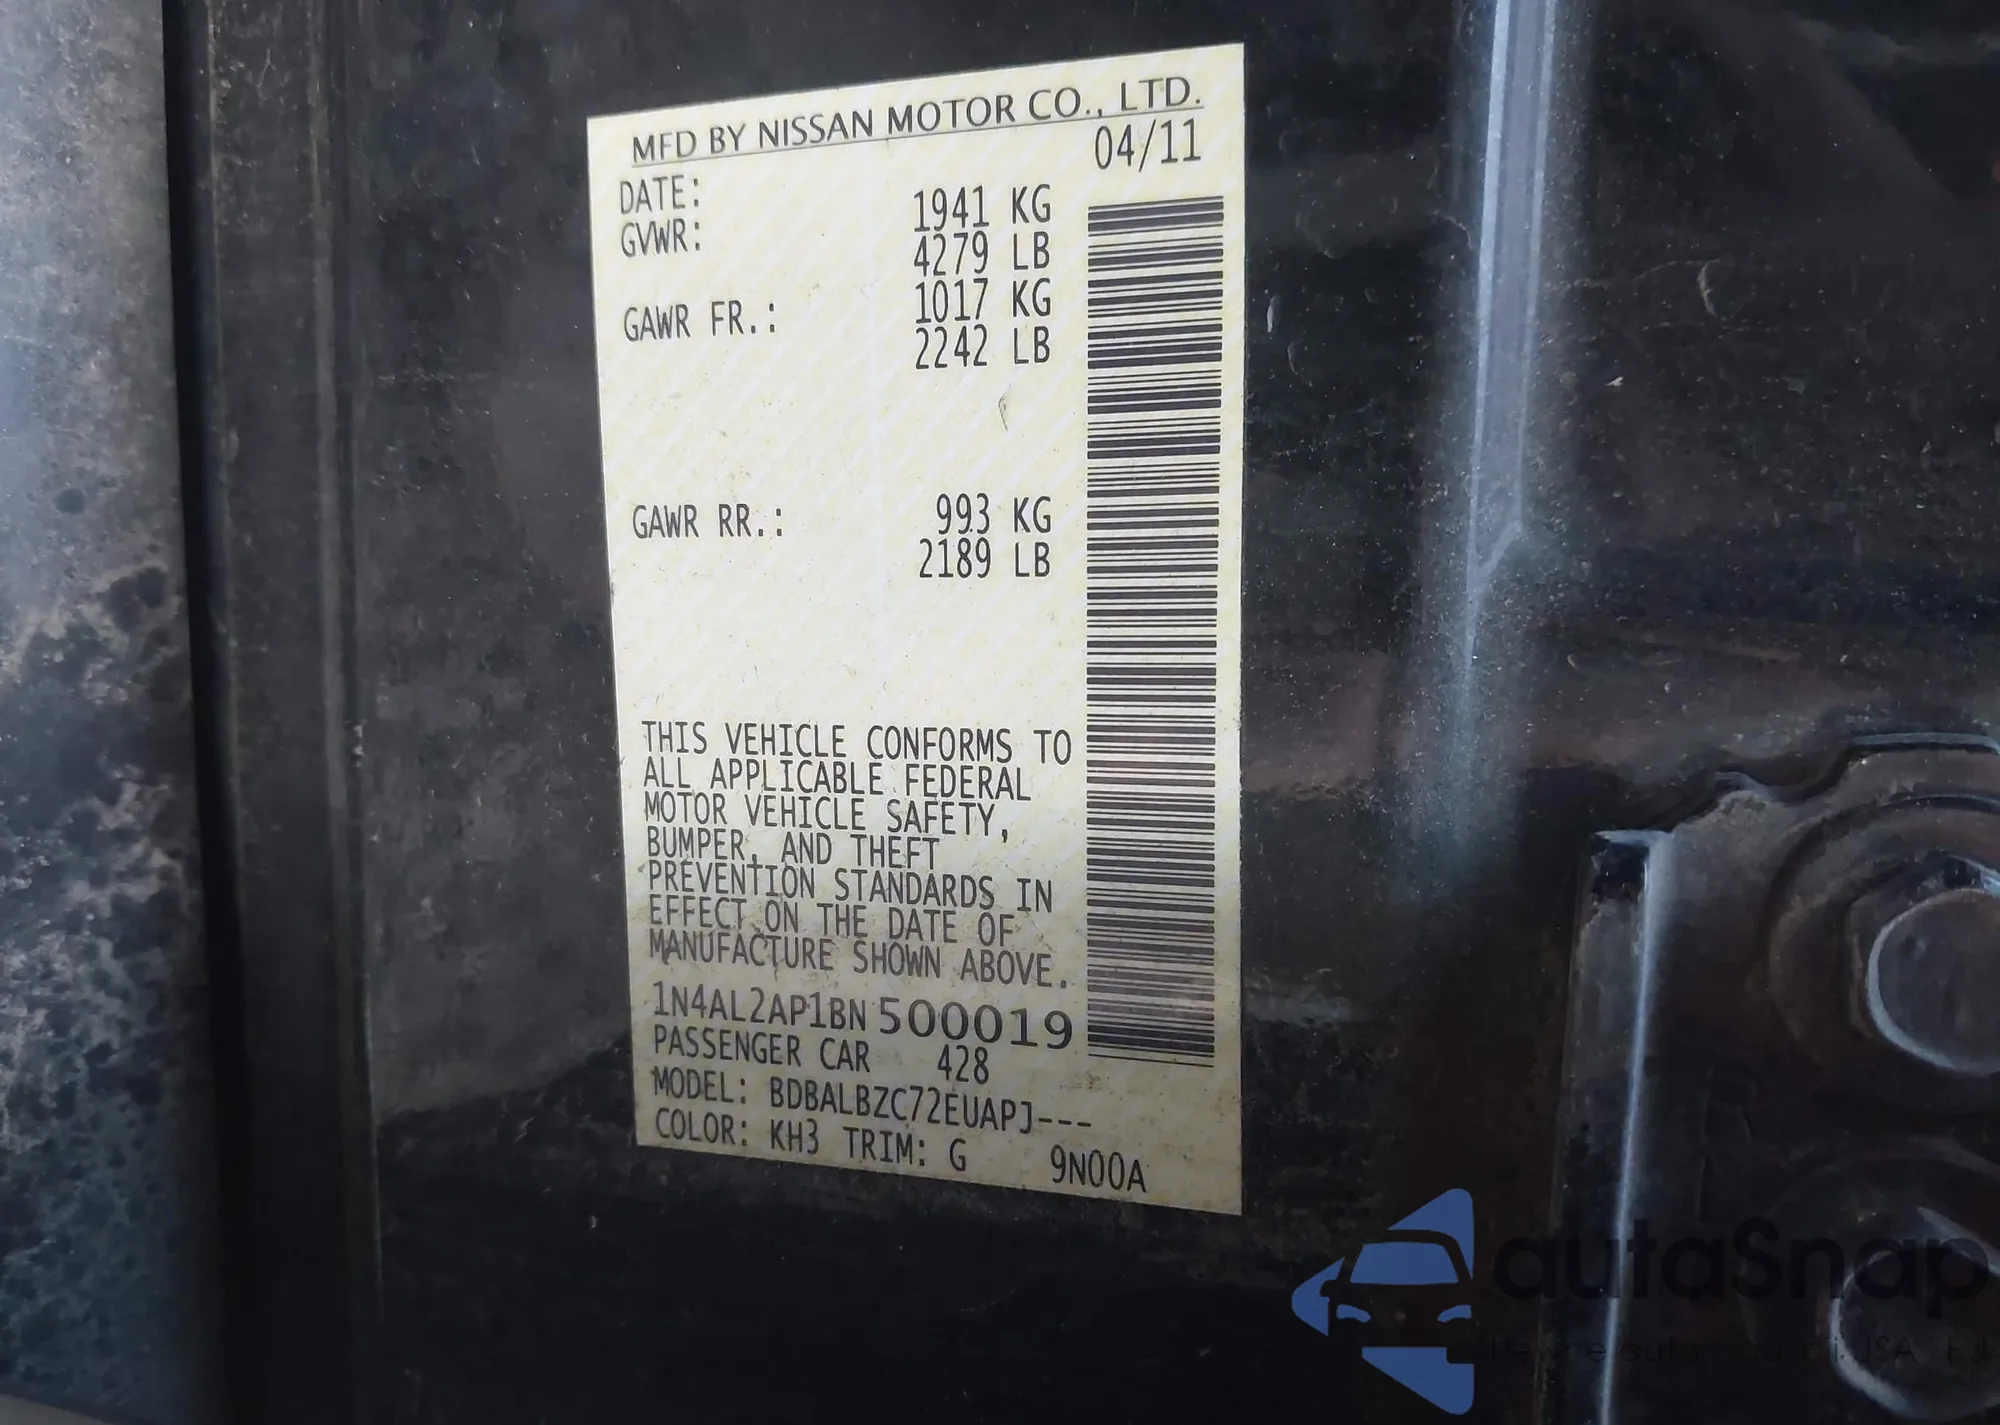 MFD BY NISSAN MOTOR CO., LTD.
DATE: 04/11
GVWR: 1941 KG
4279 LB
GAWR FR.: 1017 KG
2242 LB
GAWR RR.: 993 KG
2189 LB
THIS VEHICLE CONFORMS TO
ALL APPLICABLE FEDERAL
MOTOR VEHICLE SAFETY,
BUMPER, AND THEFT
PREVENTION STANDARDS IN
EFFECT ON THE DATE OF
MANUFACTURE SHOWN ABOVE.
1N4AL2AP1BN500019
PASSENGER CAR 428
MODEL: BDBALBZC72EUAPJ---
COLOR: KH3 TRIM: G 9N00A
autaSnap
auta USA